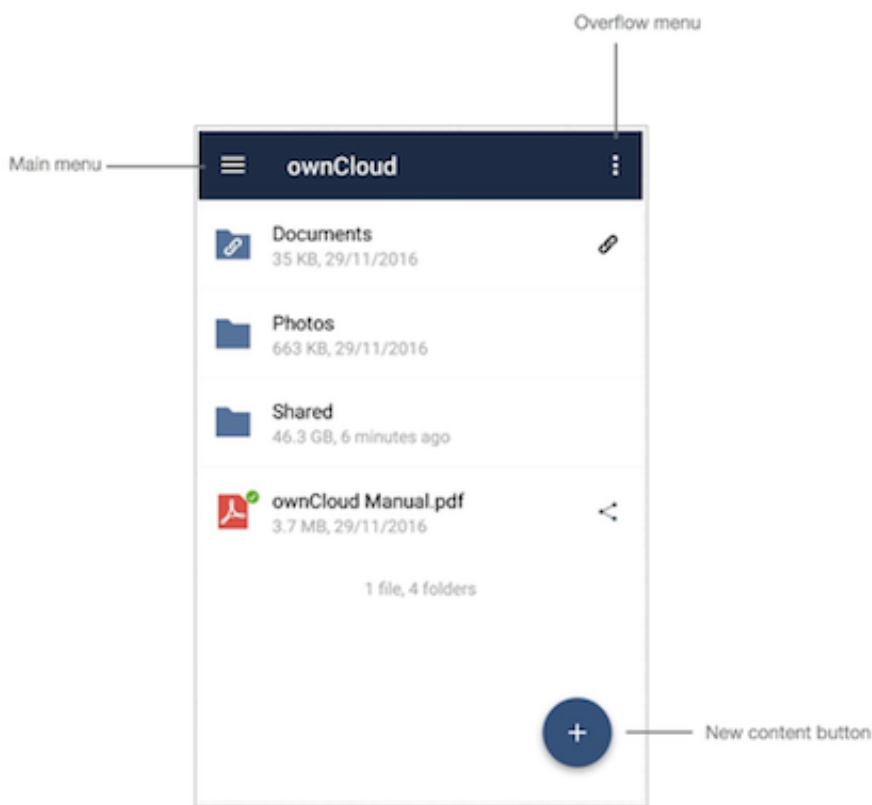 Overflow menu
Main menu
ownCloud
Documents
35 KB, 29/11/2016
Photos
663 KB, 29/11/2016
Shared
46.3 GB, 6 minutes ago
ownCloud Manual.pdf
3.7 MB, 29/11/2016
1 file, 4 folders
New content button